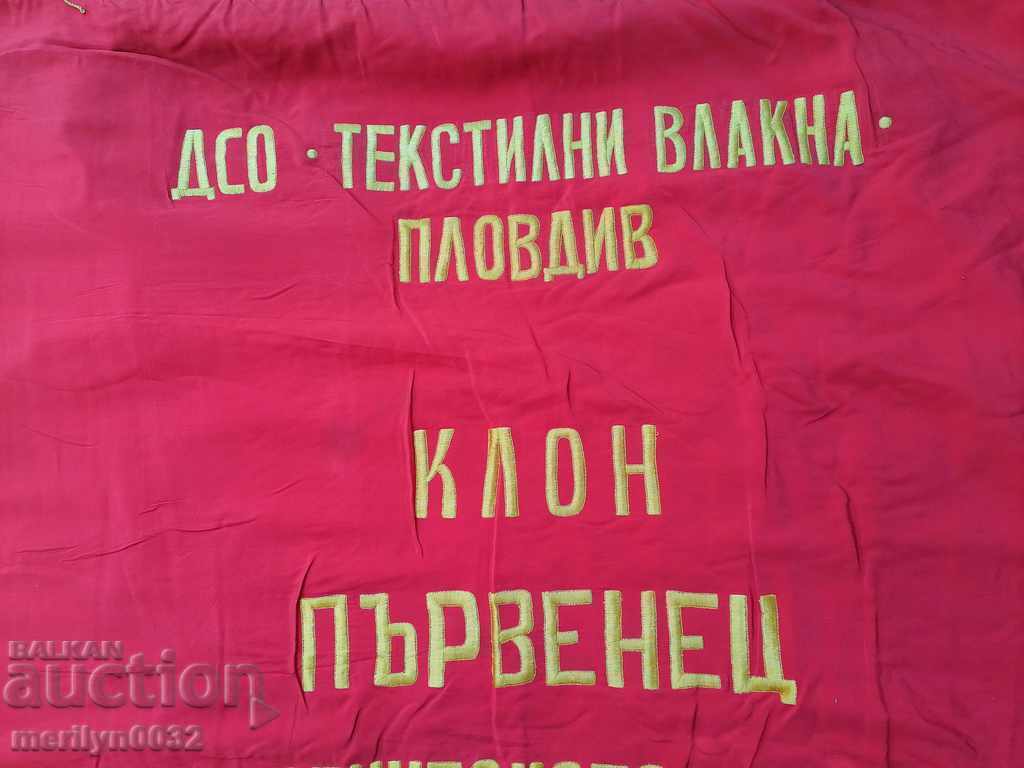 ДСО · ТЕКСТИЛНИ ВЛАКНА ·
ПЛОВДИВ
КЛОН
ПЪРВЕНЕЦ
BALKAN
auction
merilyn0032